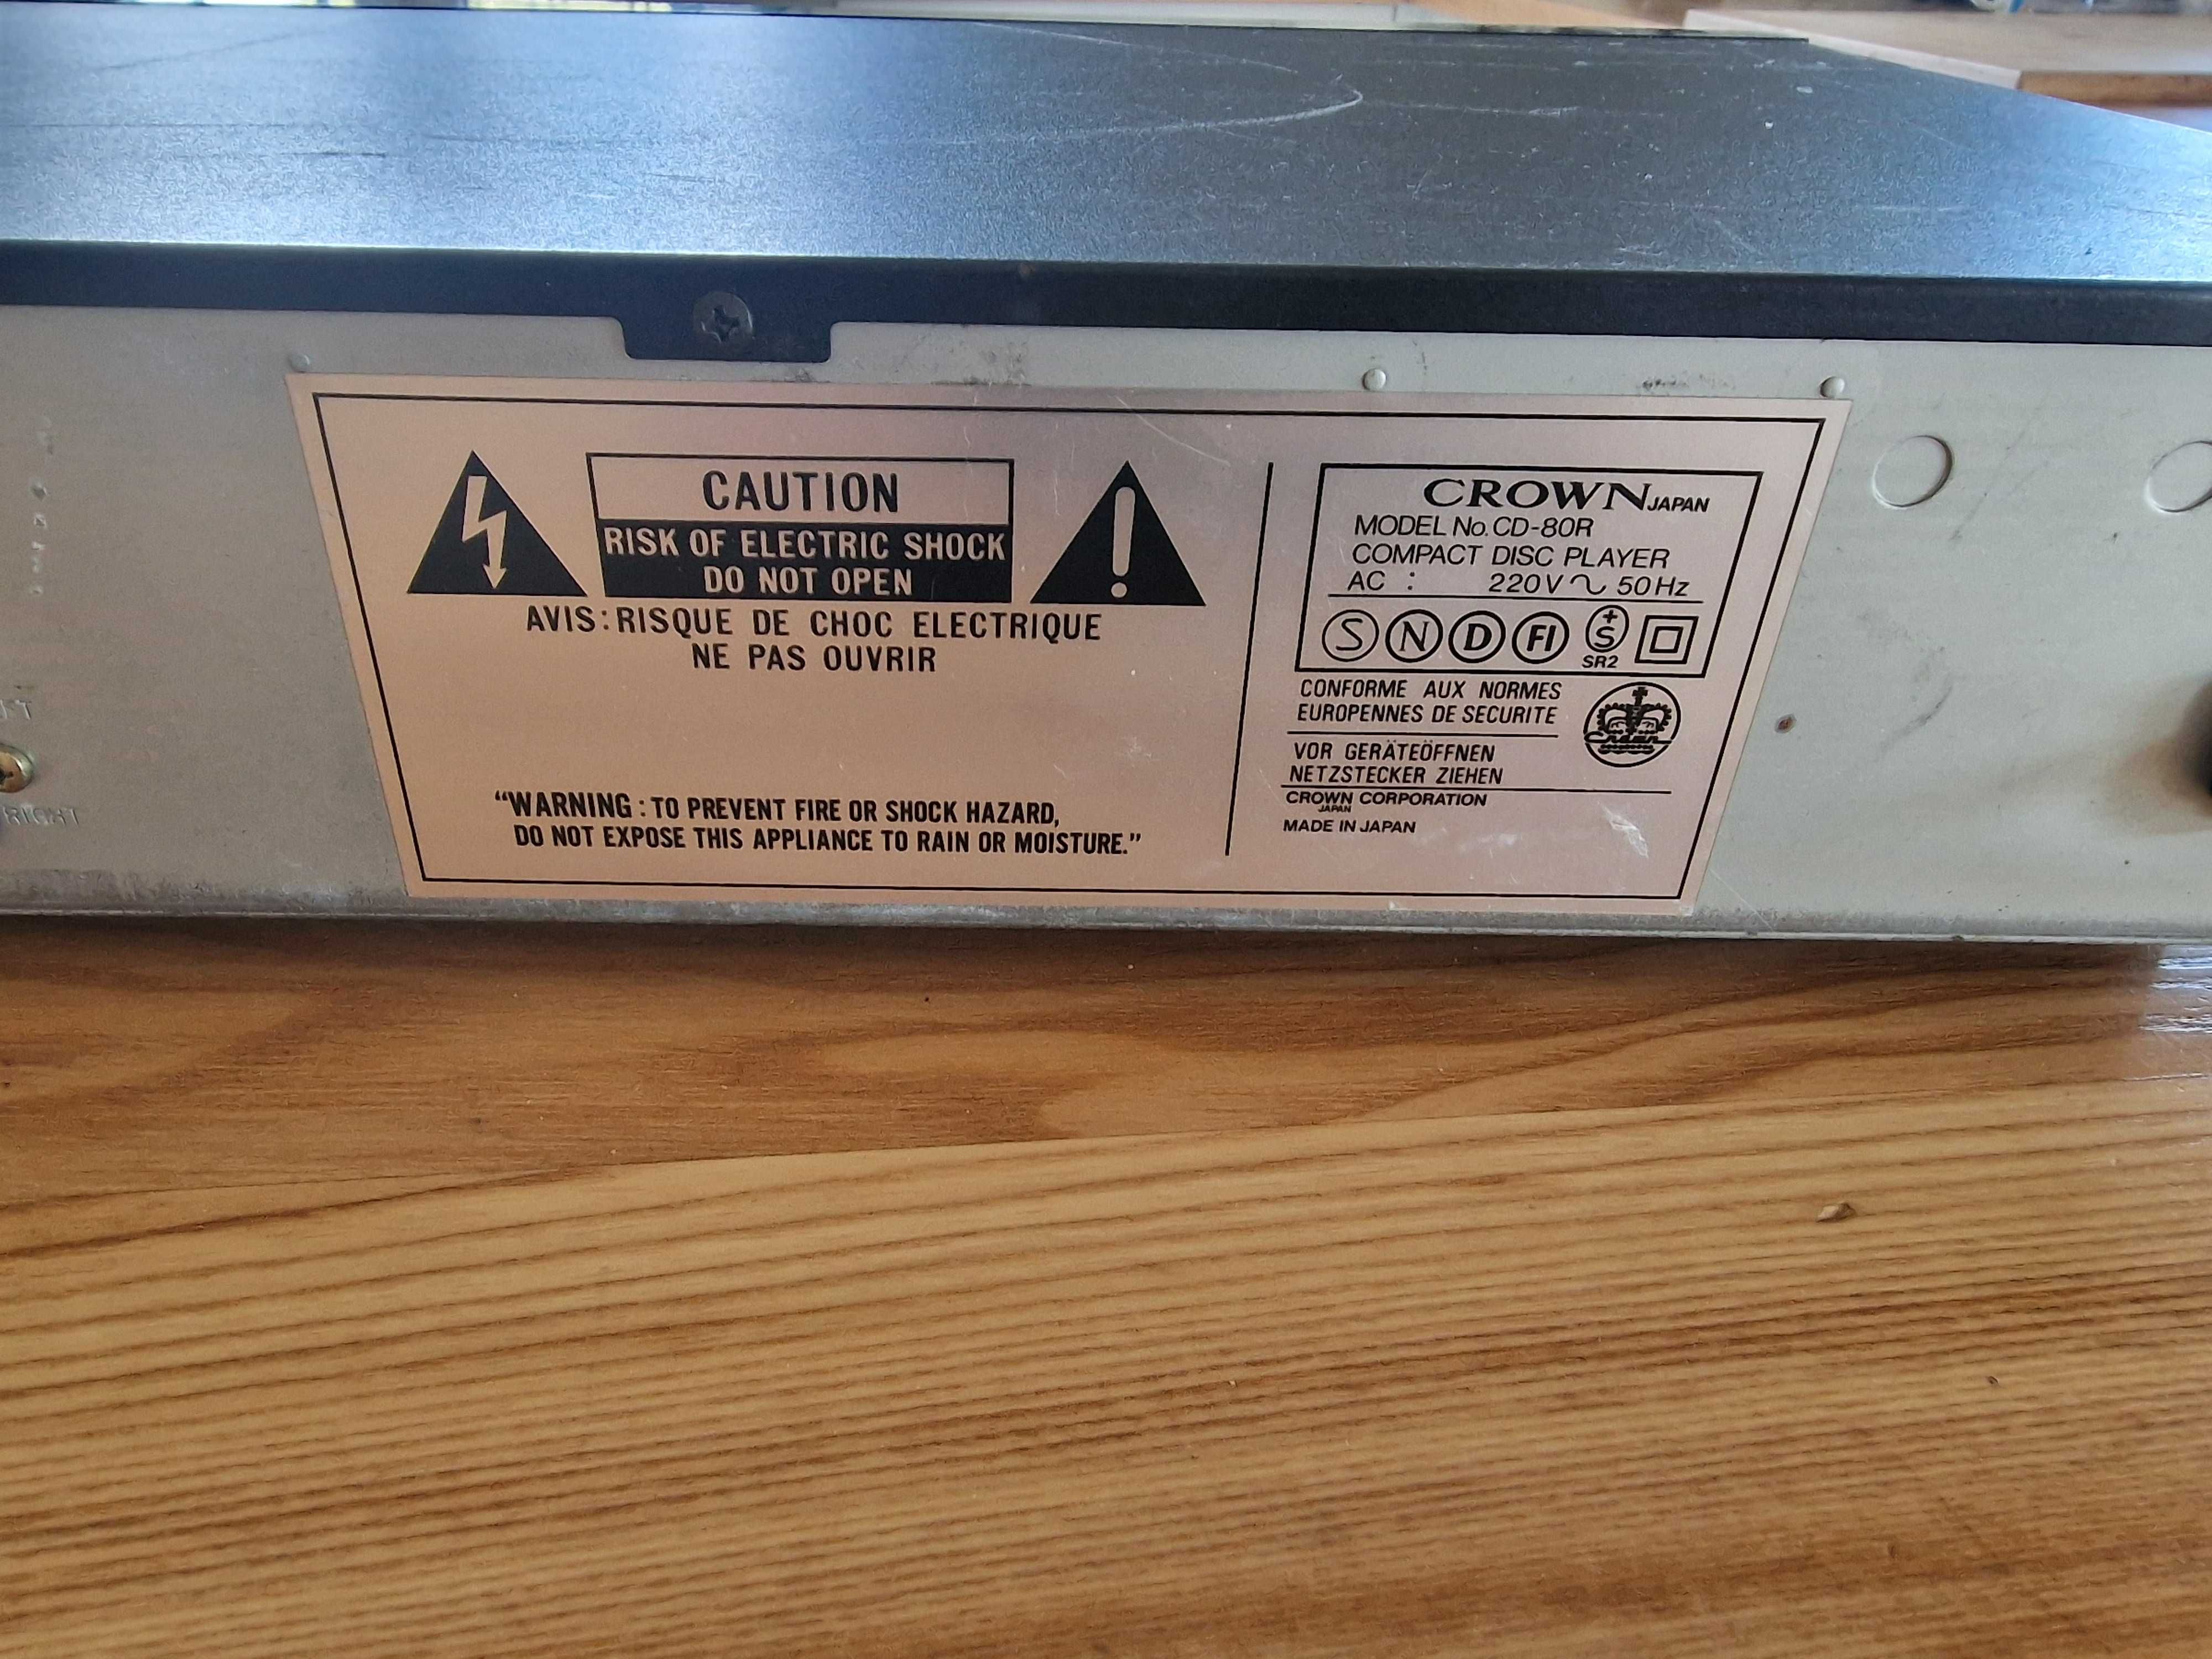 CAUTION
RISK OF ELECTRIC SHOCK
DO NOT OPEN
AVIS: RISQUE DE CHOC ELECTRIQUE
NE PAS OUVRIR
“WARNING: TO PREVENT FIRE OR SHOCK HAZARD,
DO NOT EXPOSE THIS APPLIANCE TO RAIN OR MOISTURE.”
CROWN JAPAN
MODEL No. CD-80R
COMPACT DISC PLAYER
AC : 220V ~ 50Hz
S N D FI +S
SR2
CONFORME AUX NORMES
EUROPENNES DE SECURITE
Crown
VOR GERÄTEÖFFNEN
NETZSTECKER ZIEHEN
CROWN CORPORATION
JAPAN
MADE IN JAPAN
RIGHT